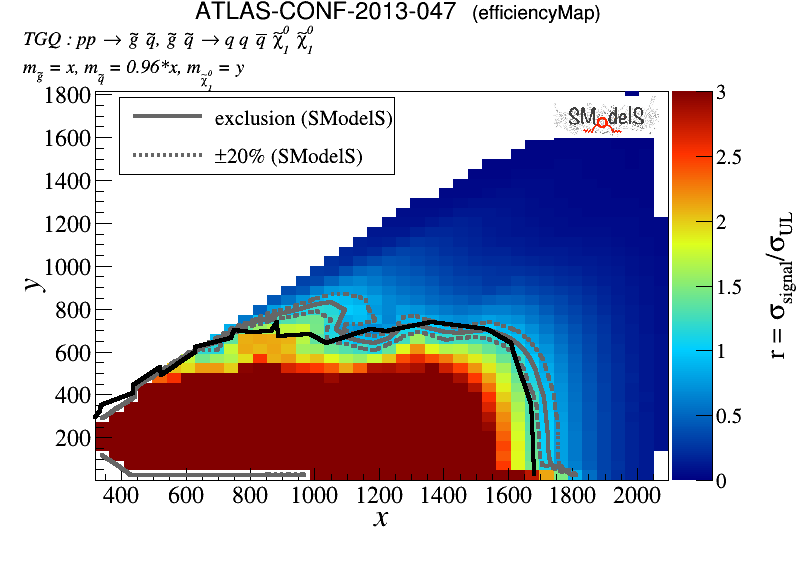 ATLAS-CONF-2013-047 (efficiencyMap)
TGQ : pp → g̃ q̃, g̃ q̃ → q q q̅ χ̃₁⁰ χ̃₁⁰
m_g̃ = x, m_q̃ = 0.96*x, m_χ̃₁⁰ = y
exclusion (SModelS)
±20% (SModelS)
SModelS
1800
1600
1400
1200
1000
800
600
400
200
y
400 600 800 1000 1200 1400 1600 1800 2000
x
3
2.5
2
1.5
1
0.5
0
r = σ_signal/σ_UL